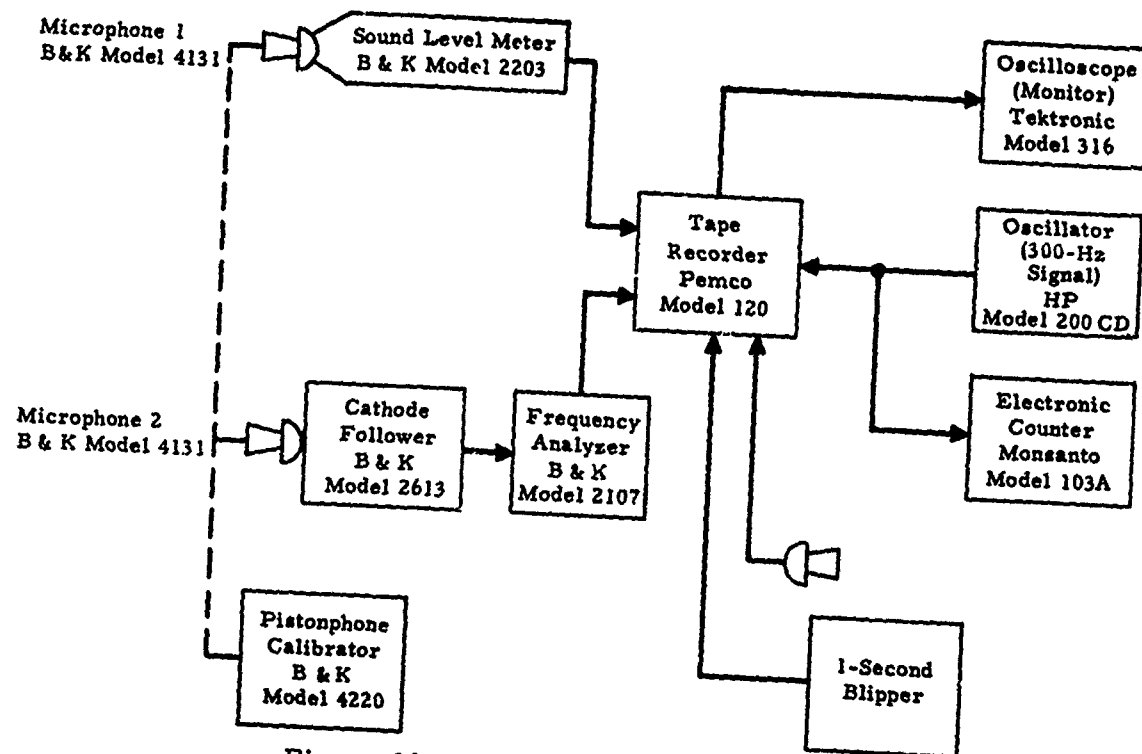 Microphone 1
B&K Model 4131
Sound Level Meter
B & K Model 2203
Oscilloscope
(Monitor)
Tektronic
Model 316
Tape
Recorder
Pemco
Model 120
Oscillator
(300-Hz
Signal)
HP
Model 200 CD
Microphone 2
B & K Model 4131
Cathode
Follower
B & K
Model 2613
Frequency
Analyzer
B & K
Model 2107
Electronic
Counter
Monsanto
Model 103A
Pistonphone
Calibrator
B & K
Model 4220
1-Second
Blipper